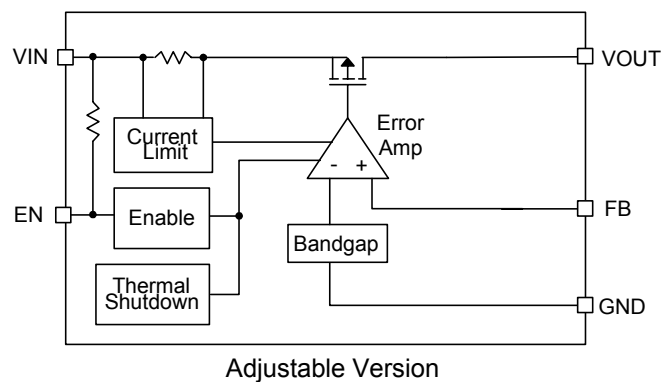 VIN
VOUT
Current
Limit
Error
Amp
- +
EN
Enable
FB
Bandgap
Thermal
Shutdown
GND
Adjustable Version